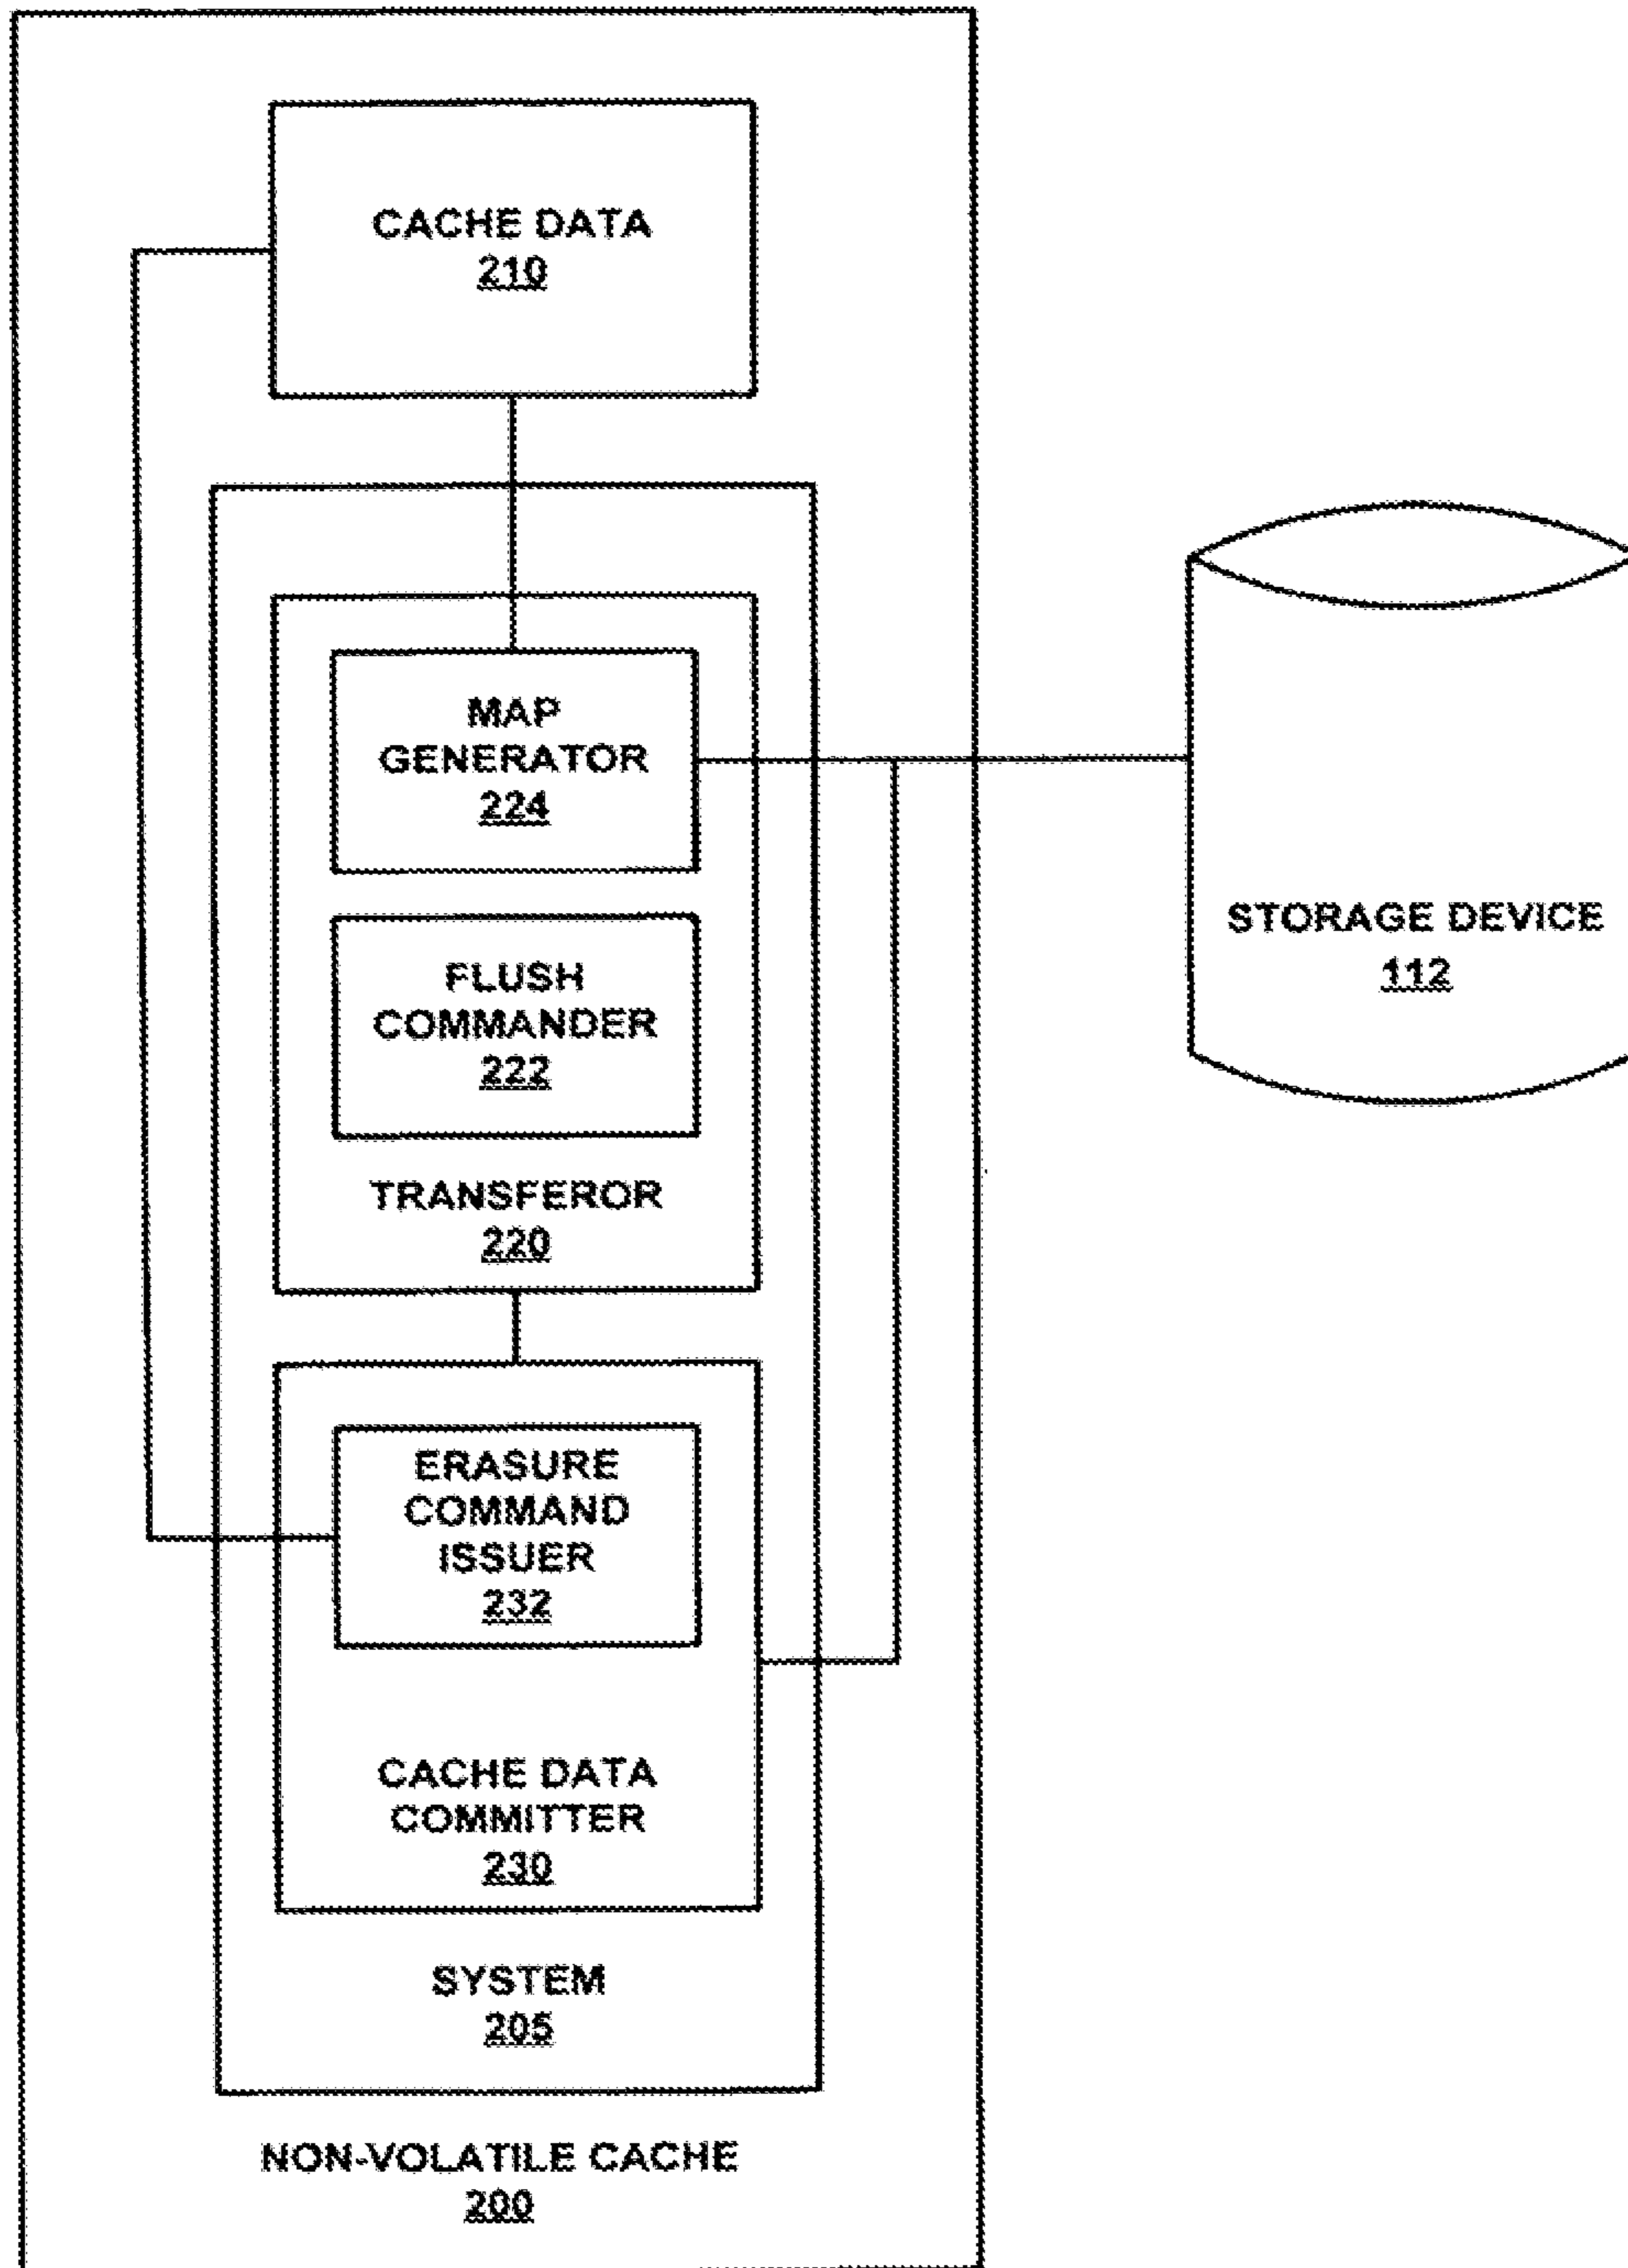 CACHE DATA
210
MAP
GENERATOR
224
FLUSH
COMMANDER
222
TRANSFEROR
220
ERASURE
COMMAND
ISSUER
232
CACHE DATA
COMMITTER
230
SYSTEM
205
NON-VOLATILE CACHE
200
STORAGE DEVICE
112